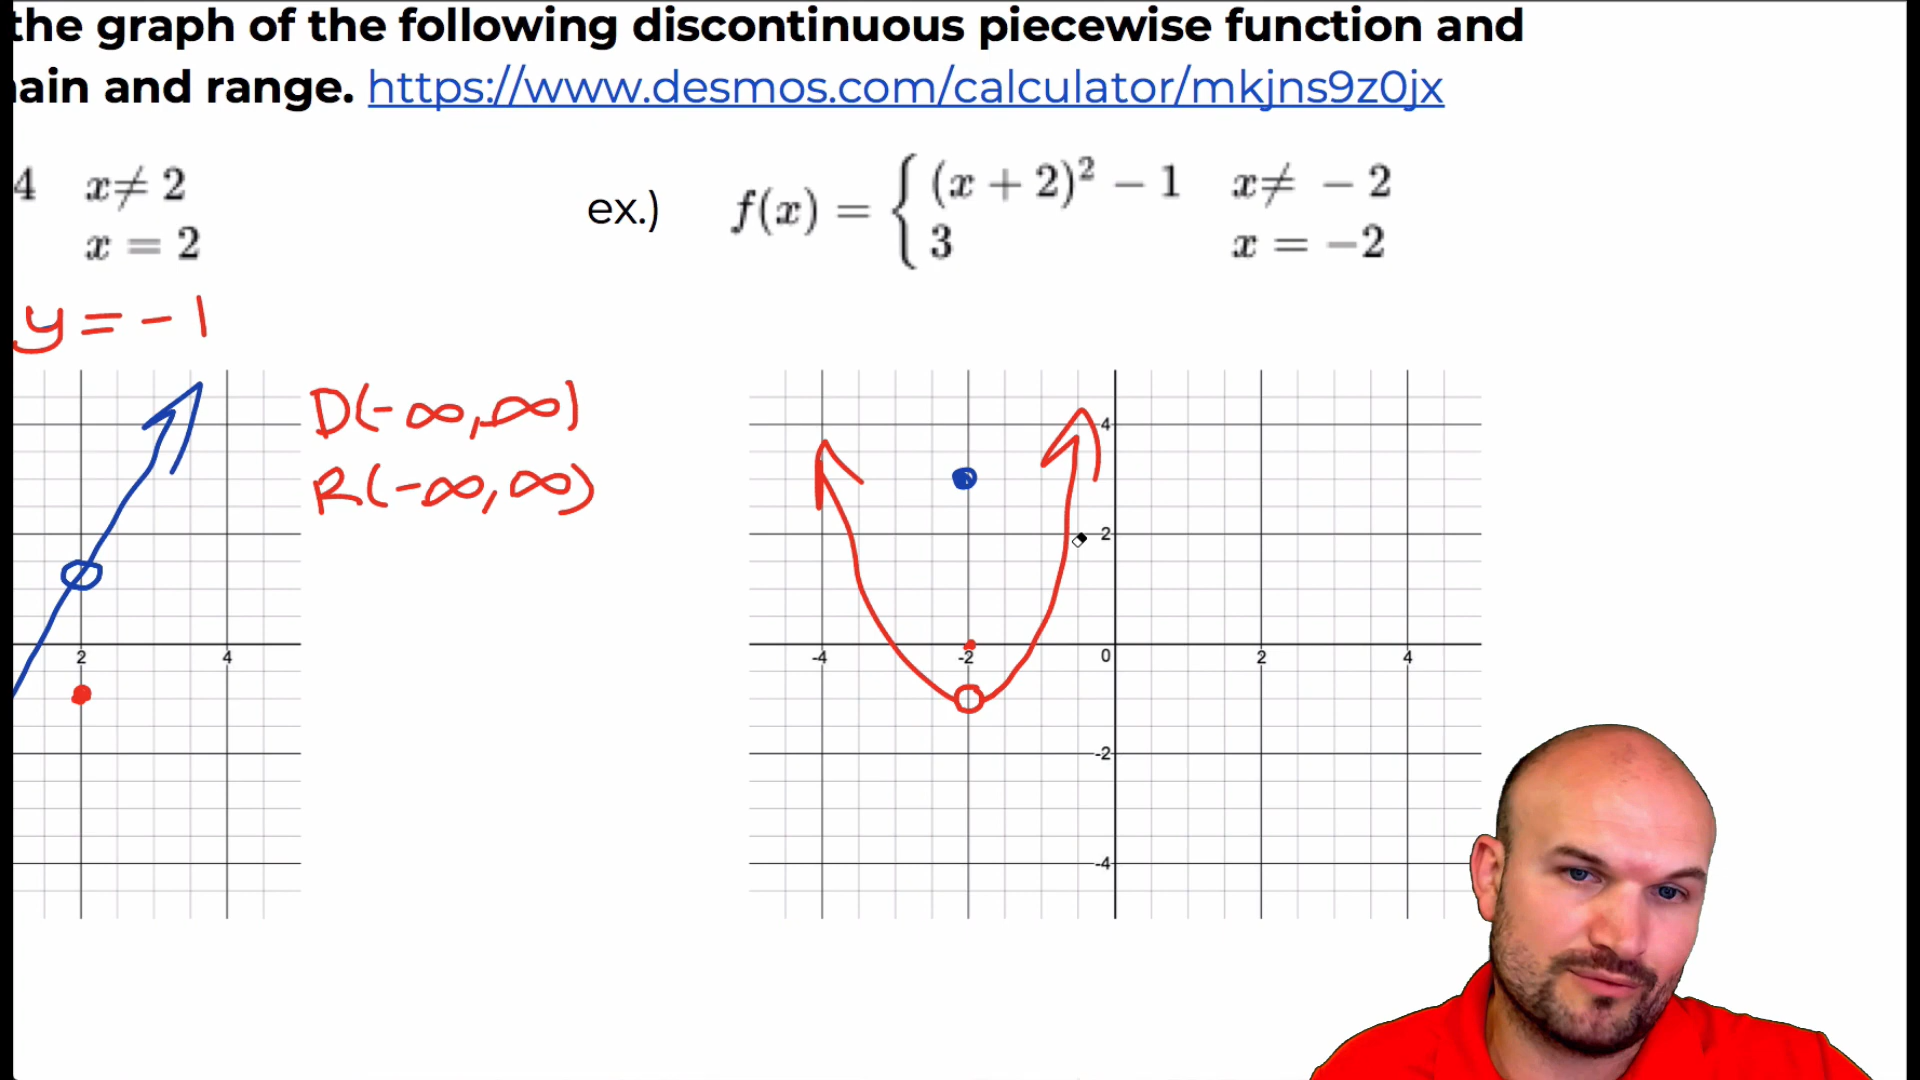 the graph of the following discontinuous piecewise function and
ain and range. https://www.desmos.com/calculator/mkjns9z0jx
4 x≠ 2
x = 2
y = -1
D(-∞,∞)
R(-∞,∞)
2 4
ex.) f(x) = { (x + 2)² − 1 x≠ − 2
3 x = −2
4
2
-4 -2 0 2 4
-2
-4